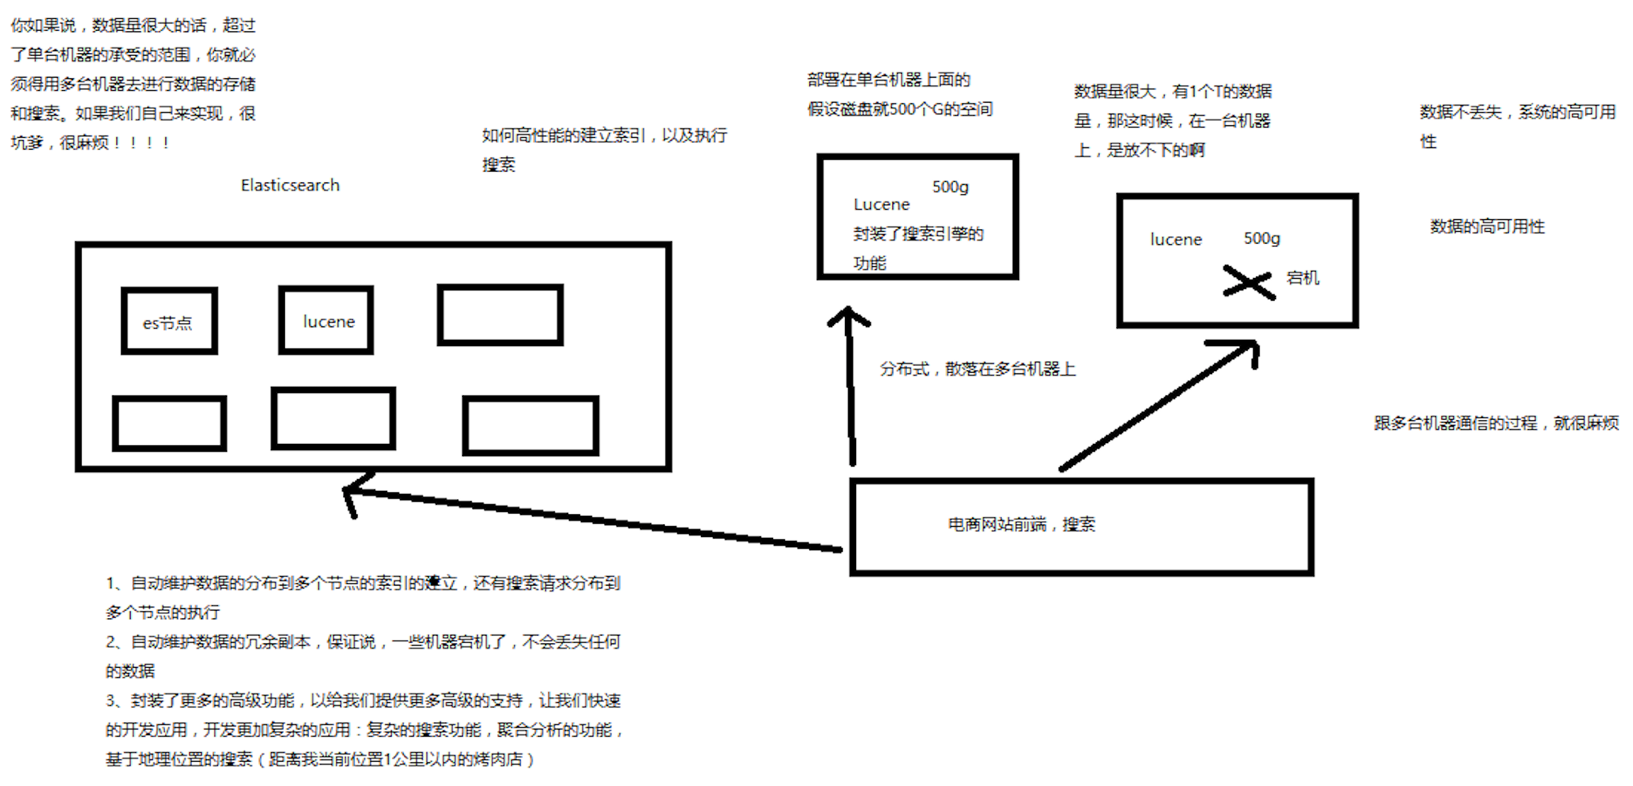 你如果说，数据量很大的话，超过
了单台机器的承受的范围，你就必
须得用多台机器去进行数据的存储
和搜索。如果我们自己来实现，很
坑爹，很麻烦！！！！
如何高性能的建立索引，以及执行
搜索
Elasticsearch
es节点
lucene
部署在单台机器上面的
假设磁盘就500个G的空间
500g
Lucene
封装了搜索引擎的
功能
数据量很大，有1个T的数据
量，那这时候，在一台机器
上，是放不下的啊
lucene
500g
宕机
数据不丢失，系统的高可用
性
数据的高可用性
分布式，散落在多台机器上
跟多台机器通信的过程，就很麻烦
电商网站前端，搜索
1、自动维护数据的分布到多个节点的索引的建立，还有搜索请求分布到
多个节点的执行
2、自动维护数据的冗余副本，保证说，一些机器宕机了，不会丢失任何
的数据
3、封装了更多的高级功能，以给我们提供更多高级的支持，让我们快速
的开发应用，开发更加复杂的应用：复杂的搜索功能，聚合分析的功能，
基于地理位置的搜索（距离我当前位置1公里以内的烤肉店）